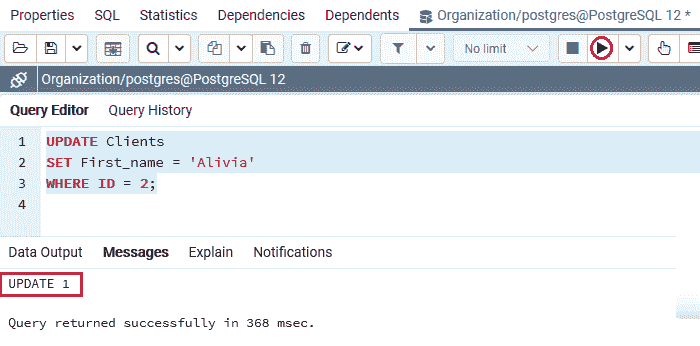 Properties SQL Statistics Dependencies Dependents Organization/postgres@PostgreSQL 12 *
No limit
Organization/postgres@PostgreSQL 12
Query Editor Query History
1 UPDATE Clients
2 SET First_name = 'Alivia'
3 WHERE ID = 2;
4
Data Output Messages Explain Notifications
UPDATE 1
Query returned successfully in 368 msec.